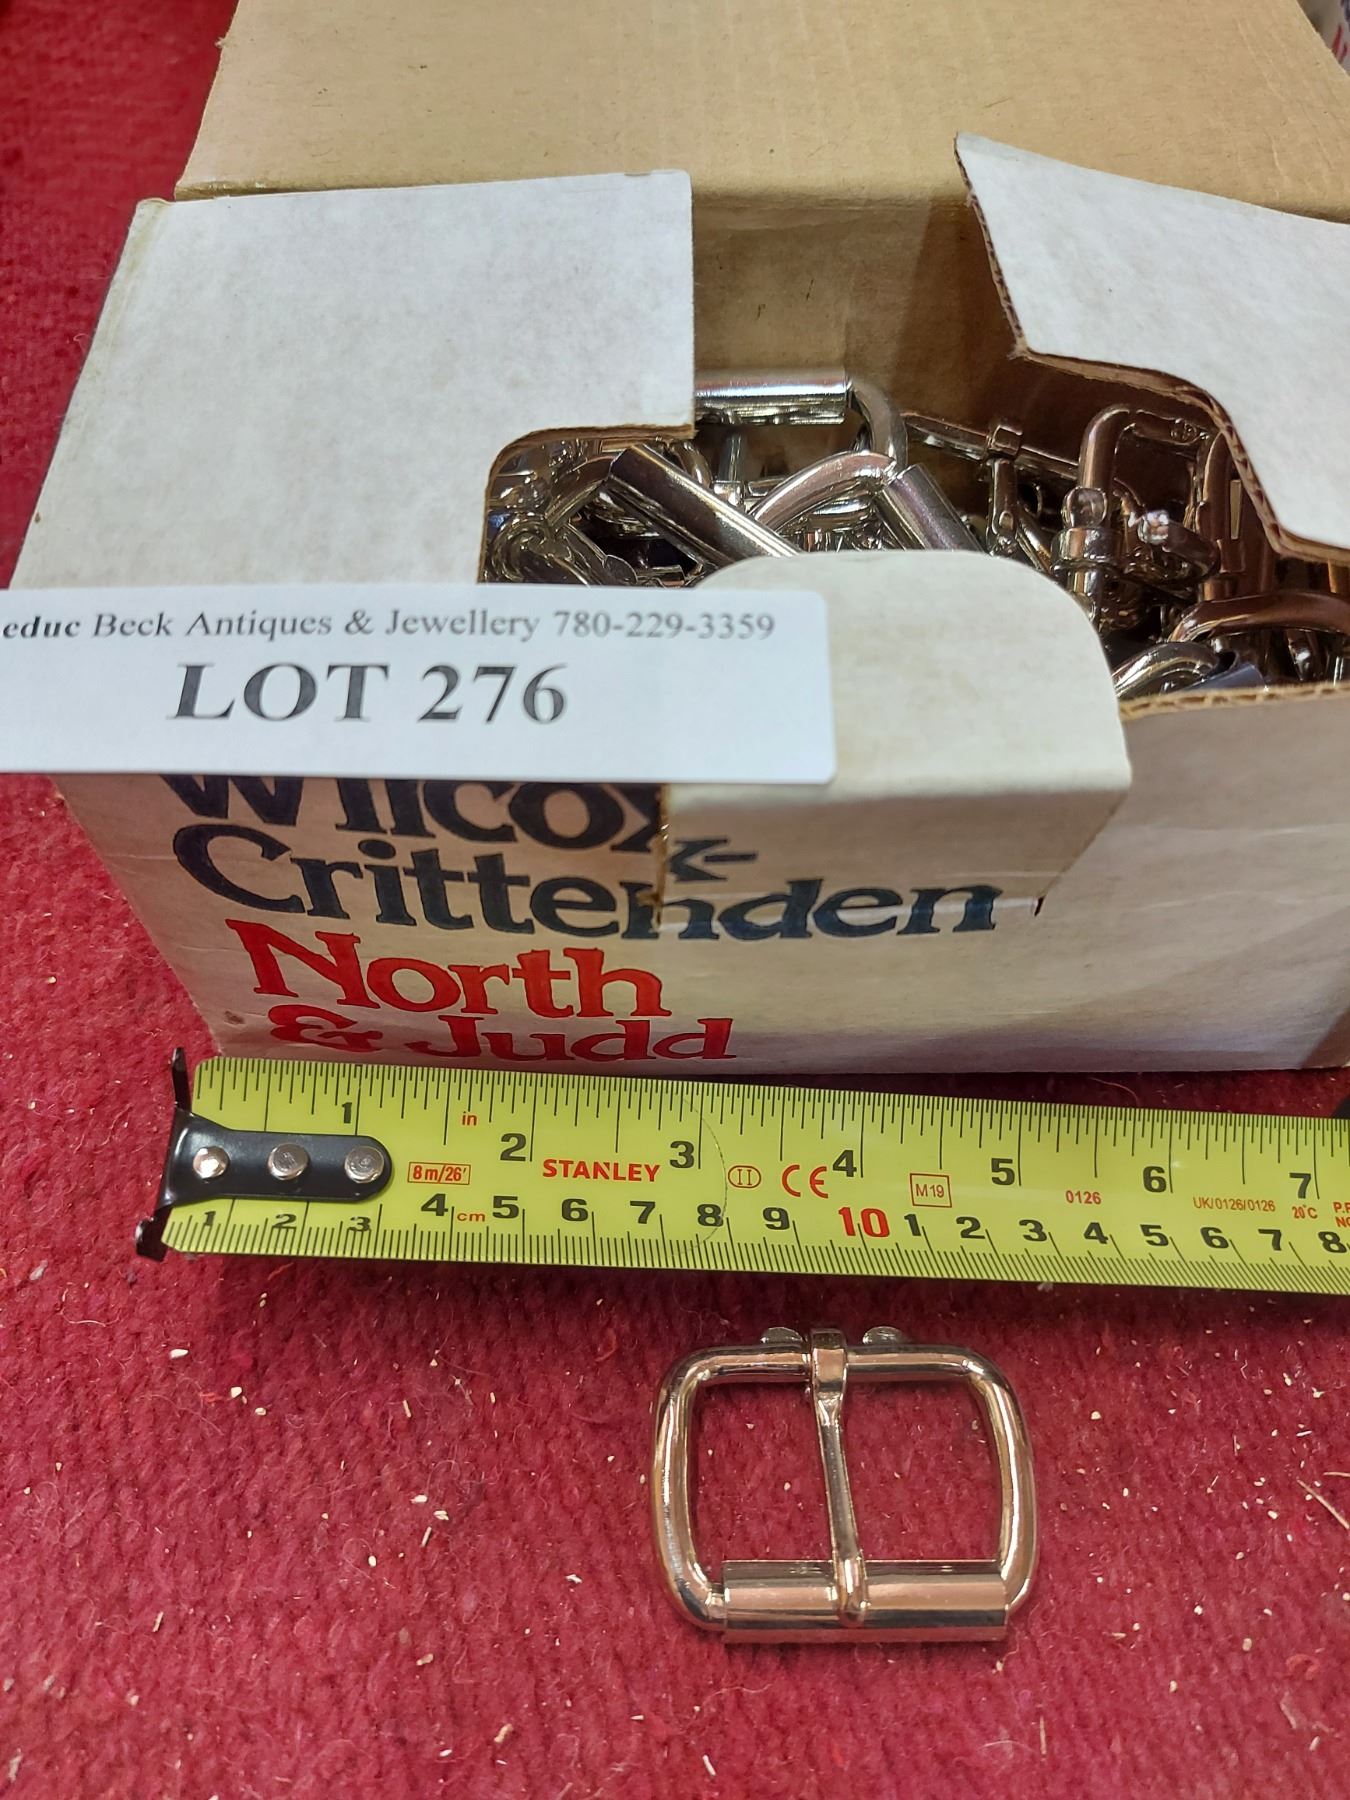 educ Beck Antiques & Jewellery 780-229-3359
LOT 276
Wilcox-
Crittenden
North
& Judd
1 in 2 3 4 5 6 7
8m/26' STANLEY II CE M19 0126 UK/0126/0126 20°C
1 2 3 4 cm 5 6 7 8 9 10 1 2 3 4 5 6 7 8